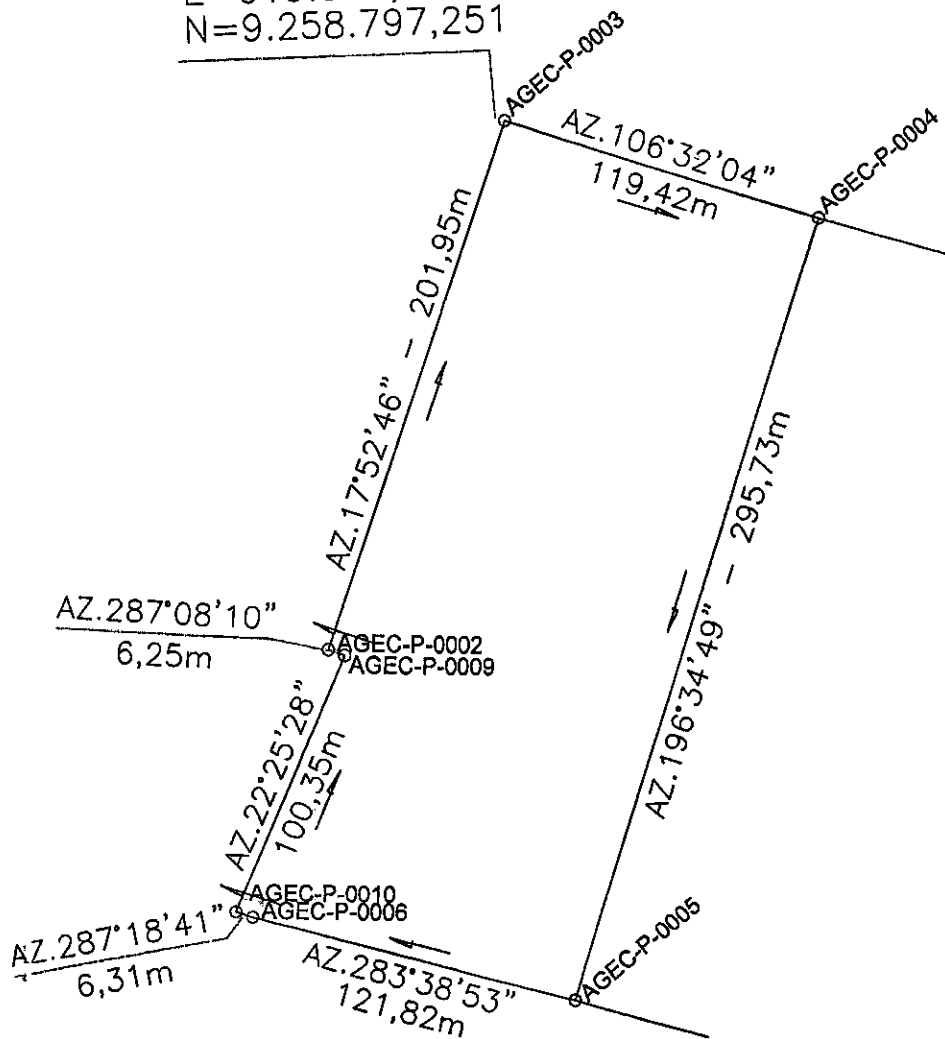 N=9.258.797,251
AGEC-P-0003
AZ.106°32'04"
119,42m
AGEC-P-0004
AZ.17°52'46" - 201,95m
AZ.196°34'49" - 295,73m
AZ.287°08'10"
6,25m
AGEC-P-0002
AGEC-P-0009
AZ.22°25'28"
100,35m
AGEC-P-0010
AGEC-P-0006
AZ.287°18'41"
6,31m
AZ.283°38'53"
121,82m
AGEC-P-0005